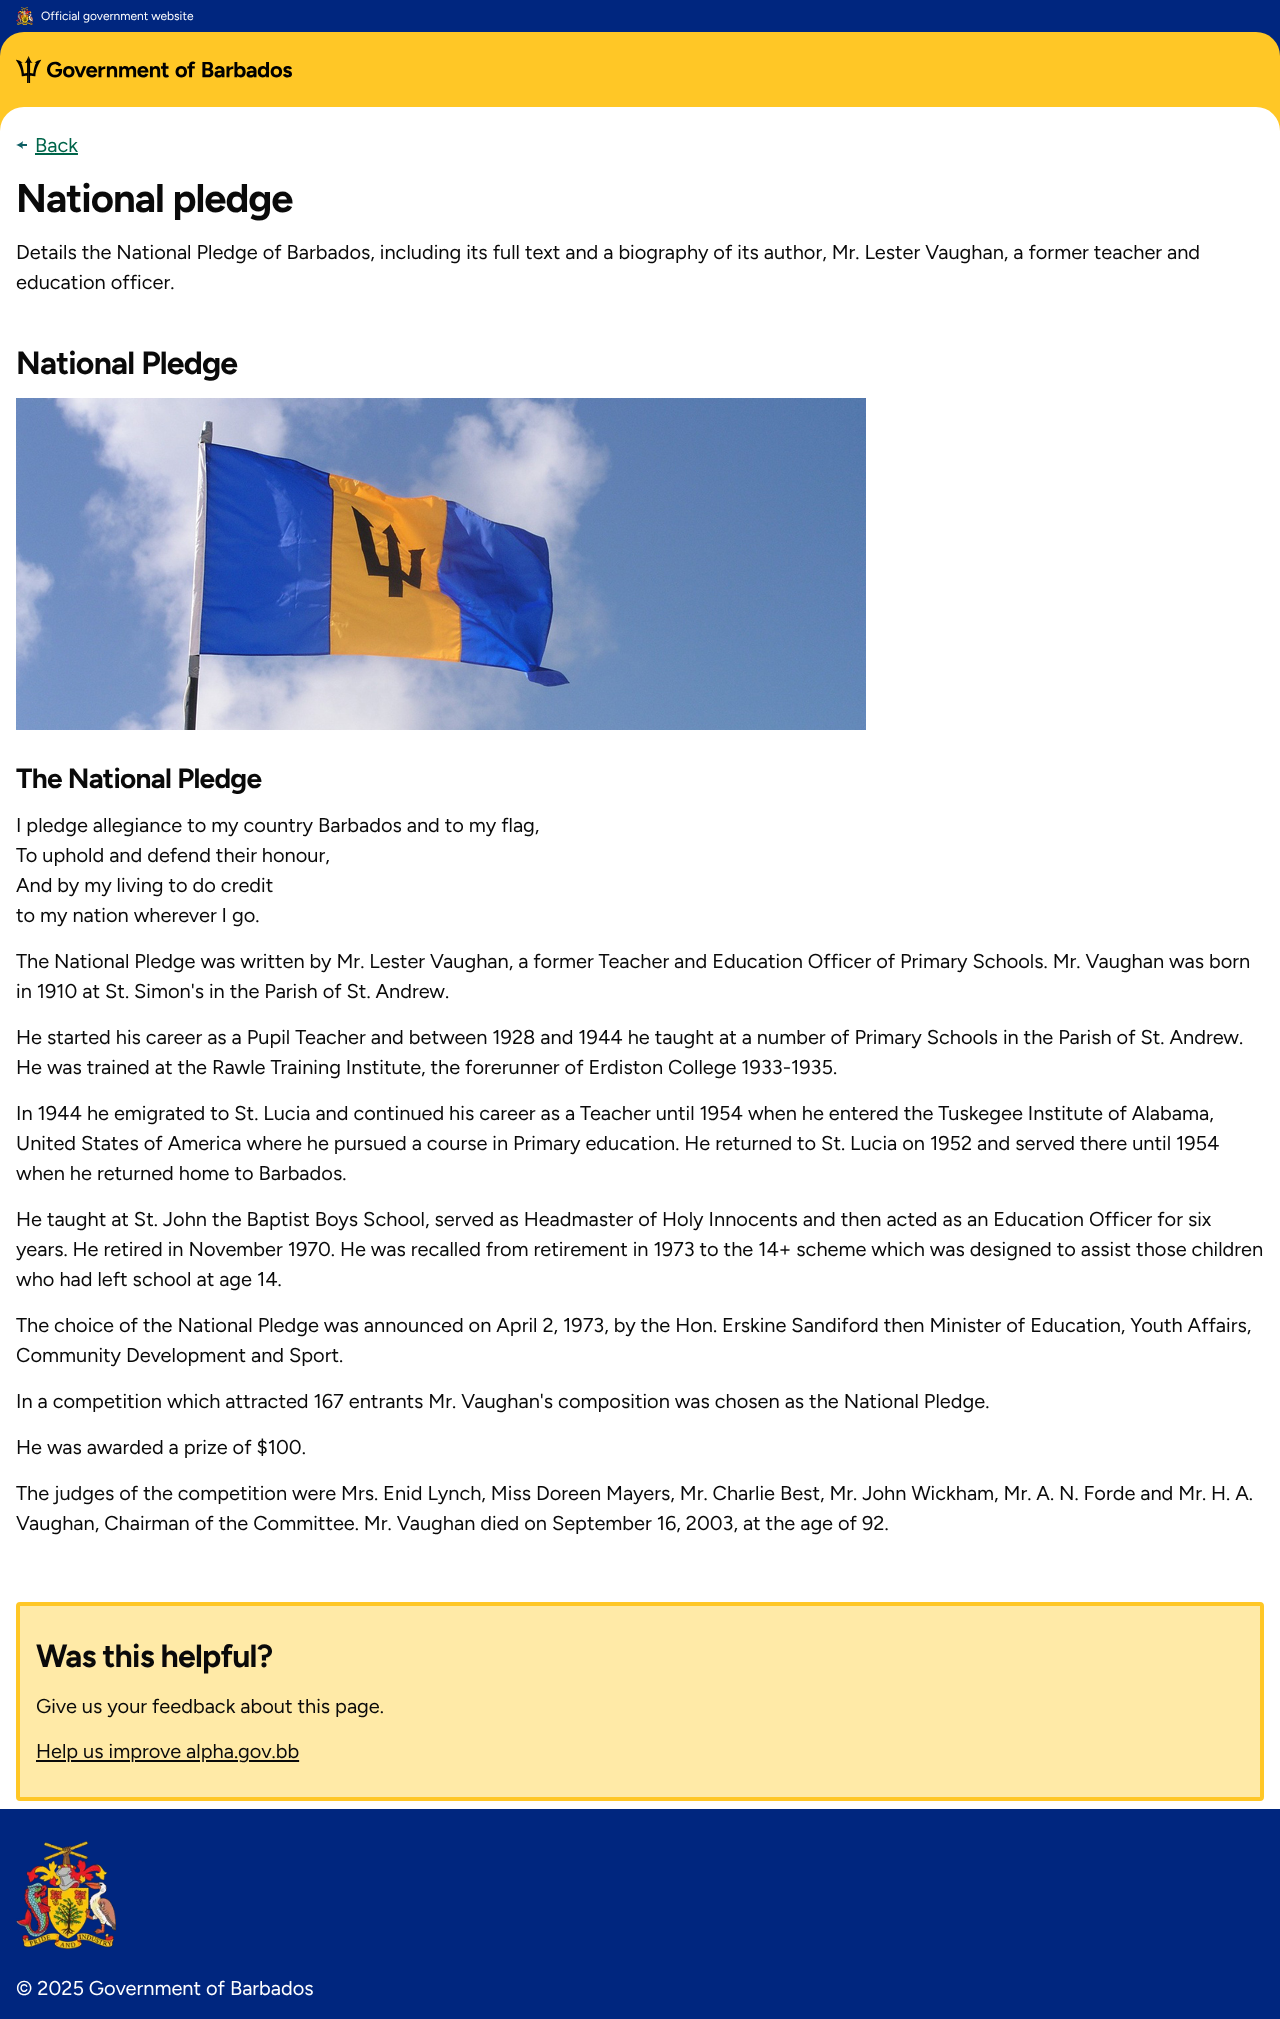 Official government website
Government of Barbados
Back
National pledge
Details the National Pledge of Barbados, including its full text and a biography of its author, Mr. Lester Vaughan, a former teacher and
education officer.
National Pledge
The National Pledge
I pledge allegiance to my country Barbados and to my flag,
To uphold and defend their honour,
And by my living to do credit
to my nation wherever I go.
The National Pledge was written by Mr. Lester Vaughan, a former Teacher and Education Officer of Primary Schools. Mr. Vaughan was born
in 1910 at St. Simon's in the Parish of St. Andrew.
He started his career as a Pupil Teacher and between 1928 and 1944 he taught at a number of Primary Schools in the Parish of St. Andrew.
He was trained at the Rawle Training Institute, the forerunner of Erdiston College 1933-1935.
In 1944 he emigrated to St. Lucia and continued his career as a Teacher until 1954 when he entered the Tuskegee Institute of Alabama,
United States of America where he pursued a course in Primary education. He returned to St. Lucia on 1952 and served there until 1954
when he returned home to Barbados.
He taught at St. John the Baptist Boys School, served as Headmaster of Holy Innocents and then acted as an Education Officer for six
years. He retired in November 1970. He was recalled from retirement in 1973 to the 14+ scheme which was designed to assist those children
who had left school at age 14.
The choice of the National Pledge was announced on April 2, 1973, by the Hon. Erskine Sandiford then Minister of Education, Youth Affairs,
Community Development and Sport.
In a competition which attracted 167 entrants Mr. Vaughan's composition was chosen as the National Pledge.
He was awarded a prize of $100.
The judges of the competition were Mrs. Enid Lynch, Miss Doreen Mayers, Mr. Charlie Best, Mr. John Wickham, Mr. A. N. Forde and Mr. H. A.
Vaughan, Chairman of the Committee. Mr. Vaughan died on September 16, 2003, at the age of 92.
Was this helpful?
Give us your feedback about this page.
Help us improve alpha.gov.bb
PRIDE AND INDUSTRY
© 2025 Government of Barbados